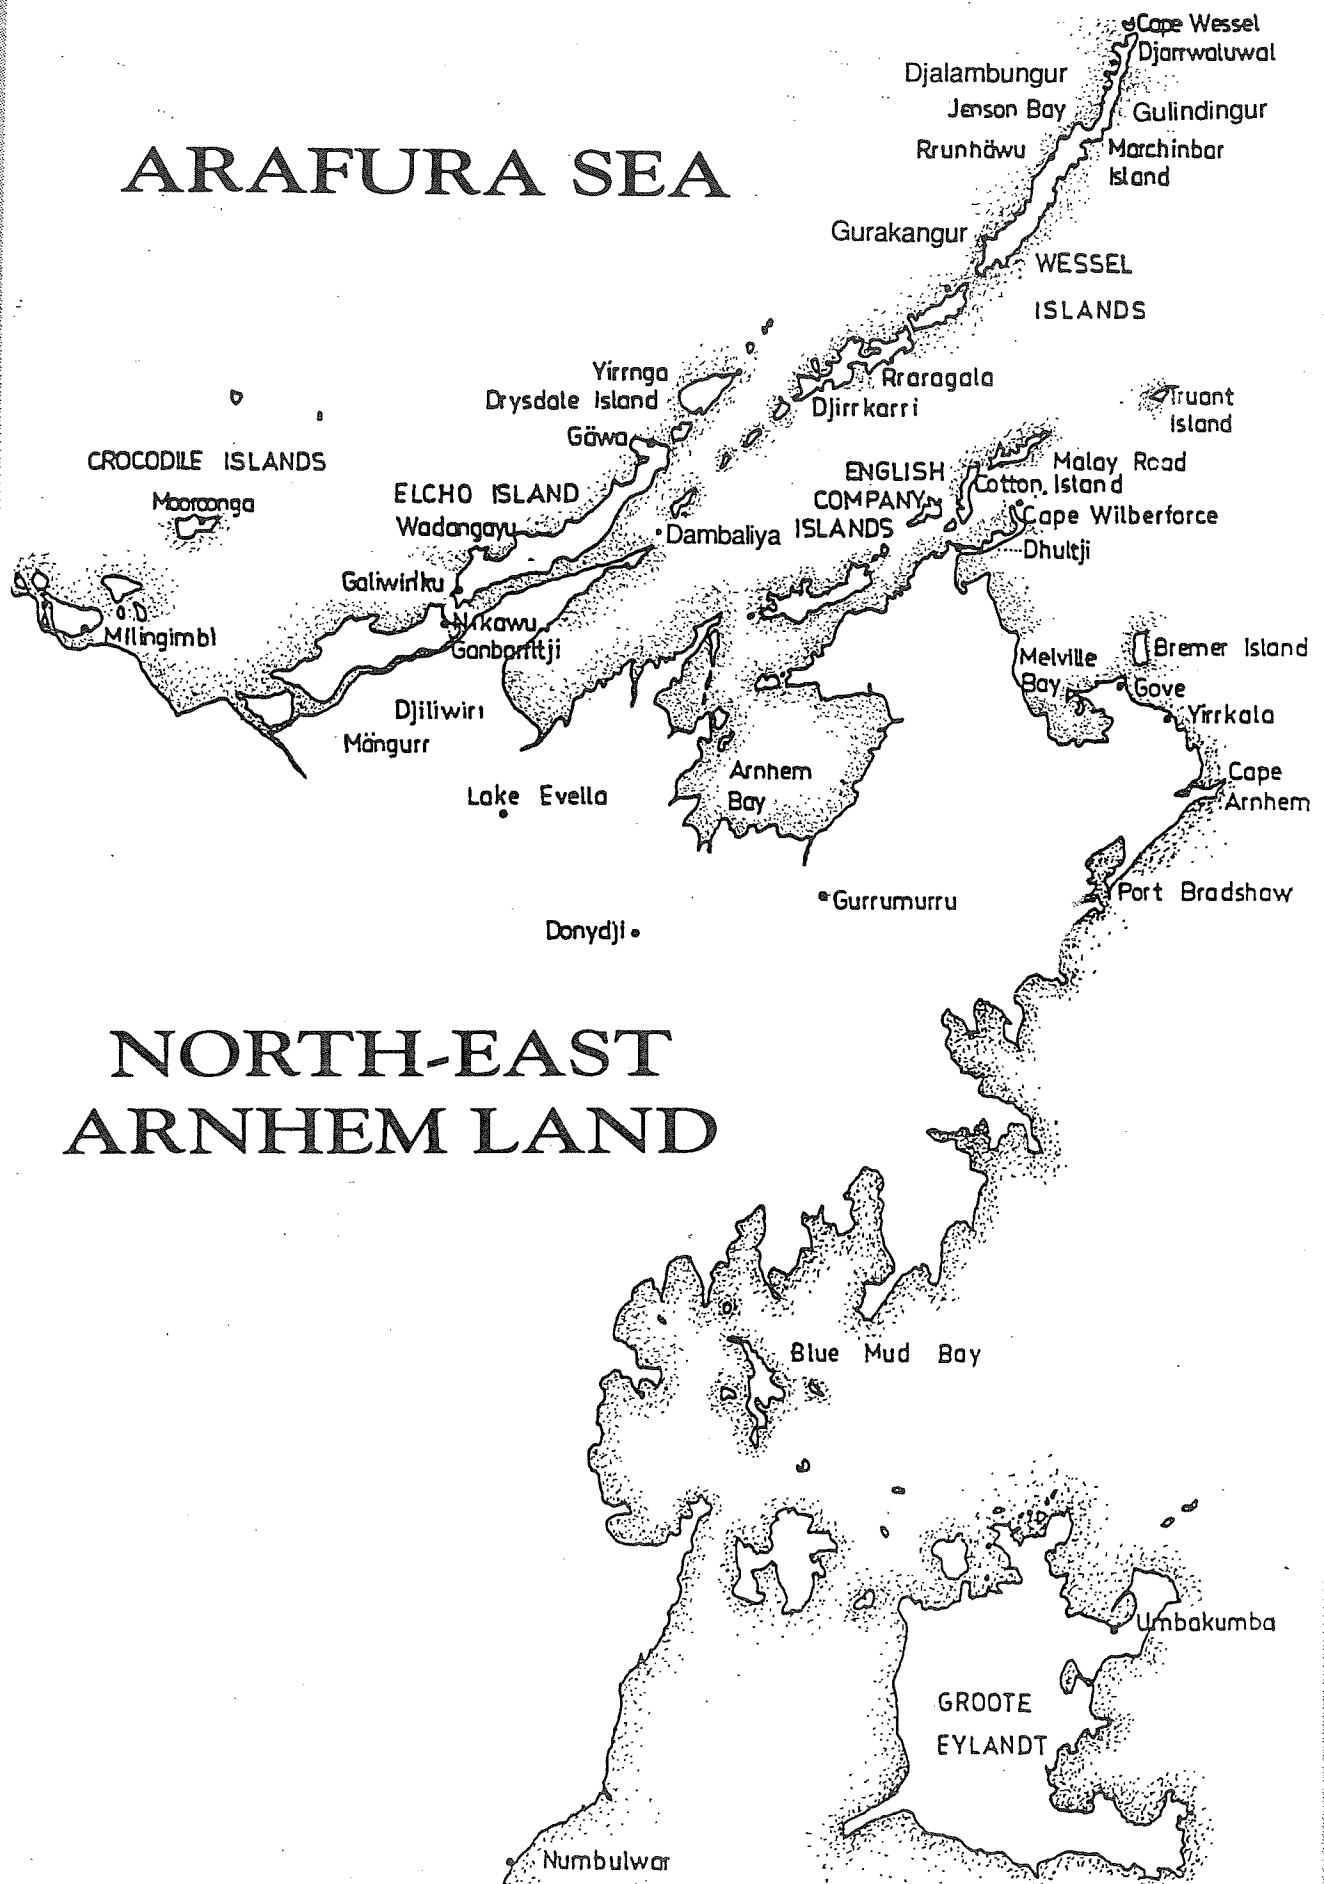 Cape Wessel
Djarrwaluwal
Djalambungur
Jenson Bay
Gulindingur
Rrunhäwu
Marchinbar
Island
ARAFURA SEA
Gurakangur
WESSEL
ISLANDS
Yirrnga
Drysdale Island
Rraragala
Djirrkarri
Truant
Island
Gäwa
CROCODILE ISLANDS
Mooroonga
ELCHO ISLAND
Wadangayu
ENGLISH
COMPANY
ISLANDS
Malay Road
Cotton Island
Cape Wilberforce
Dhultji
Dambaliya
Galiwin'ku
Milingimbi
Nikawu
Ganbarritji
Melville
Bay
Bremer Island
Gove
Yirrkala
Djiliwiri
Mängurr
Arnhem
Bay
Cape
Arnhem
Lake Evella
Port Bradshaw
Gurrumurru
Donydji
NORTH-EAST
ARNHEM LAND
Blue Mud Bay
Umbakumba
GROOTE
EYLANDT
Numbulwar